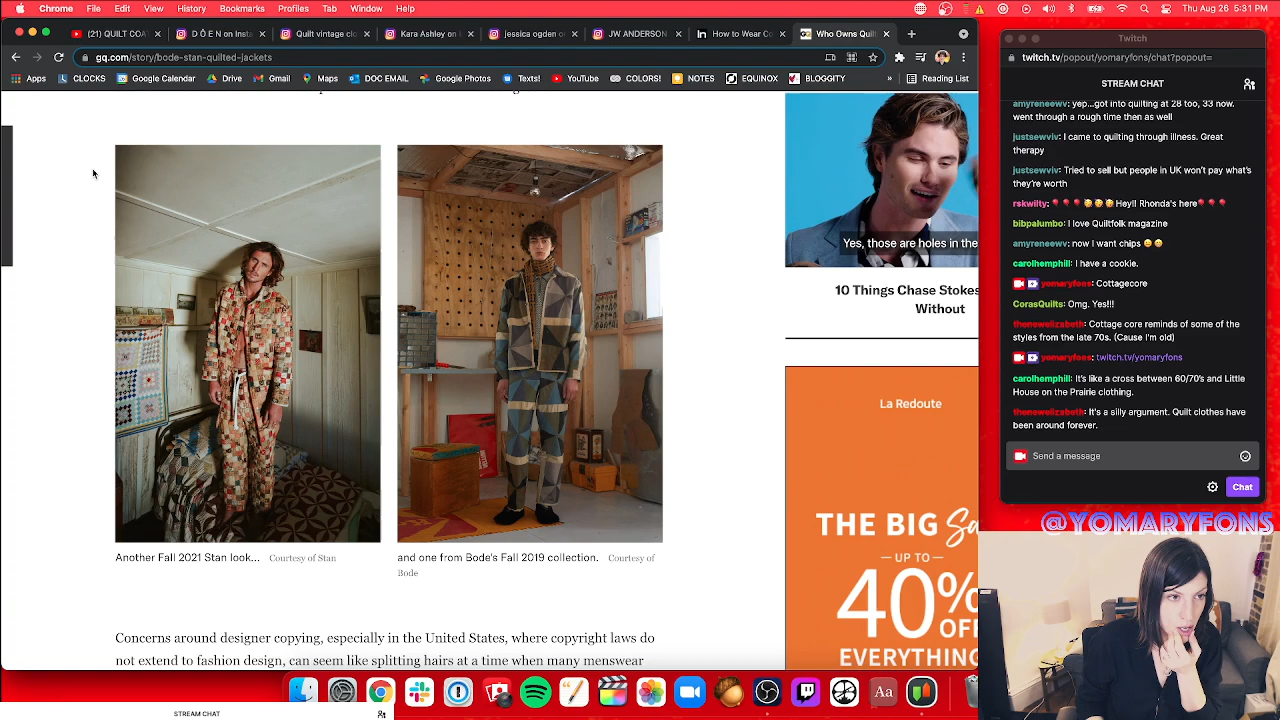 Chrome File Edit View History Bookmarks Profiles Tab Window Help
Thu Aug 26 5:31 PM
(21) QUILT COAT
D Ô E N on Insta
Quilt vintage clo
Kara Ashley on I
jessica ogden on
JW ANDERSON
How to Wear Co
Who Owns Quilt
gq.com/story/bode-stan-quilted-jackets
Apps CLOCKS Google Calendar Drive Gmail Maps DOC EMAIL Google Photos Texts! YouTube COLORS! NOTES EQUINOX BLOGGITY » Reading List
Another Fall 2021 Stan look... Courtesy of Stan
and one from Bode's Fall 2019 collection. Courtesy of
Bode
Concerns around designer copying, especially in the United States, where copyright laws do
not extend to fashion design, can seem like splitting hairs at a time when many menswear
Yes, those are holes in the
10 Things Chase Stokes
Without
La Redoute
THE BIG Sa
— UP TO —
40%
OFF
EVERYTHING
Twitch
twitch.tv/popout/yomaryfons/chat?popout=
STREAM CHAT
amyreneewv: yep...got into quilting at 28 too, 33 now.
went through a rough time then as well
justsewviv: I came to quilting through illness. Great
therapy
justsewviv: Tried to sell but people in UK won't pay what's
they're worth
rskwilty: 🎈🎈🎈😀😀😀Hey!! Rhonda's here🎈🎈🎈
bibpalumbo: I love Quiltfolk magazine
amyreneewv: now I want chips 😂😂
carolhemphill: I have a cookie.
yomaryfons: Cottagecore
CorasQuilts: Omg. Yes!!!
thenewelizabeth: Cottage core reminds of some of the
styles from the late 70s. (Cause I'm old)
yomaryfons: twitch.tv/yomaryfons
carolhemphill: It's like a cross between 60/70's and Little
House on the Prairie clothing.
thenewelizabeth: It's a silly argument. Quilt clothes have
been around forever.
Send a message
Chat
@YOMARYFONS
STREAM CHAT